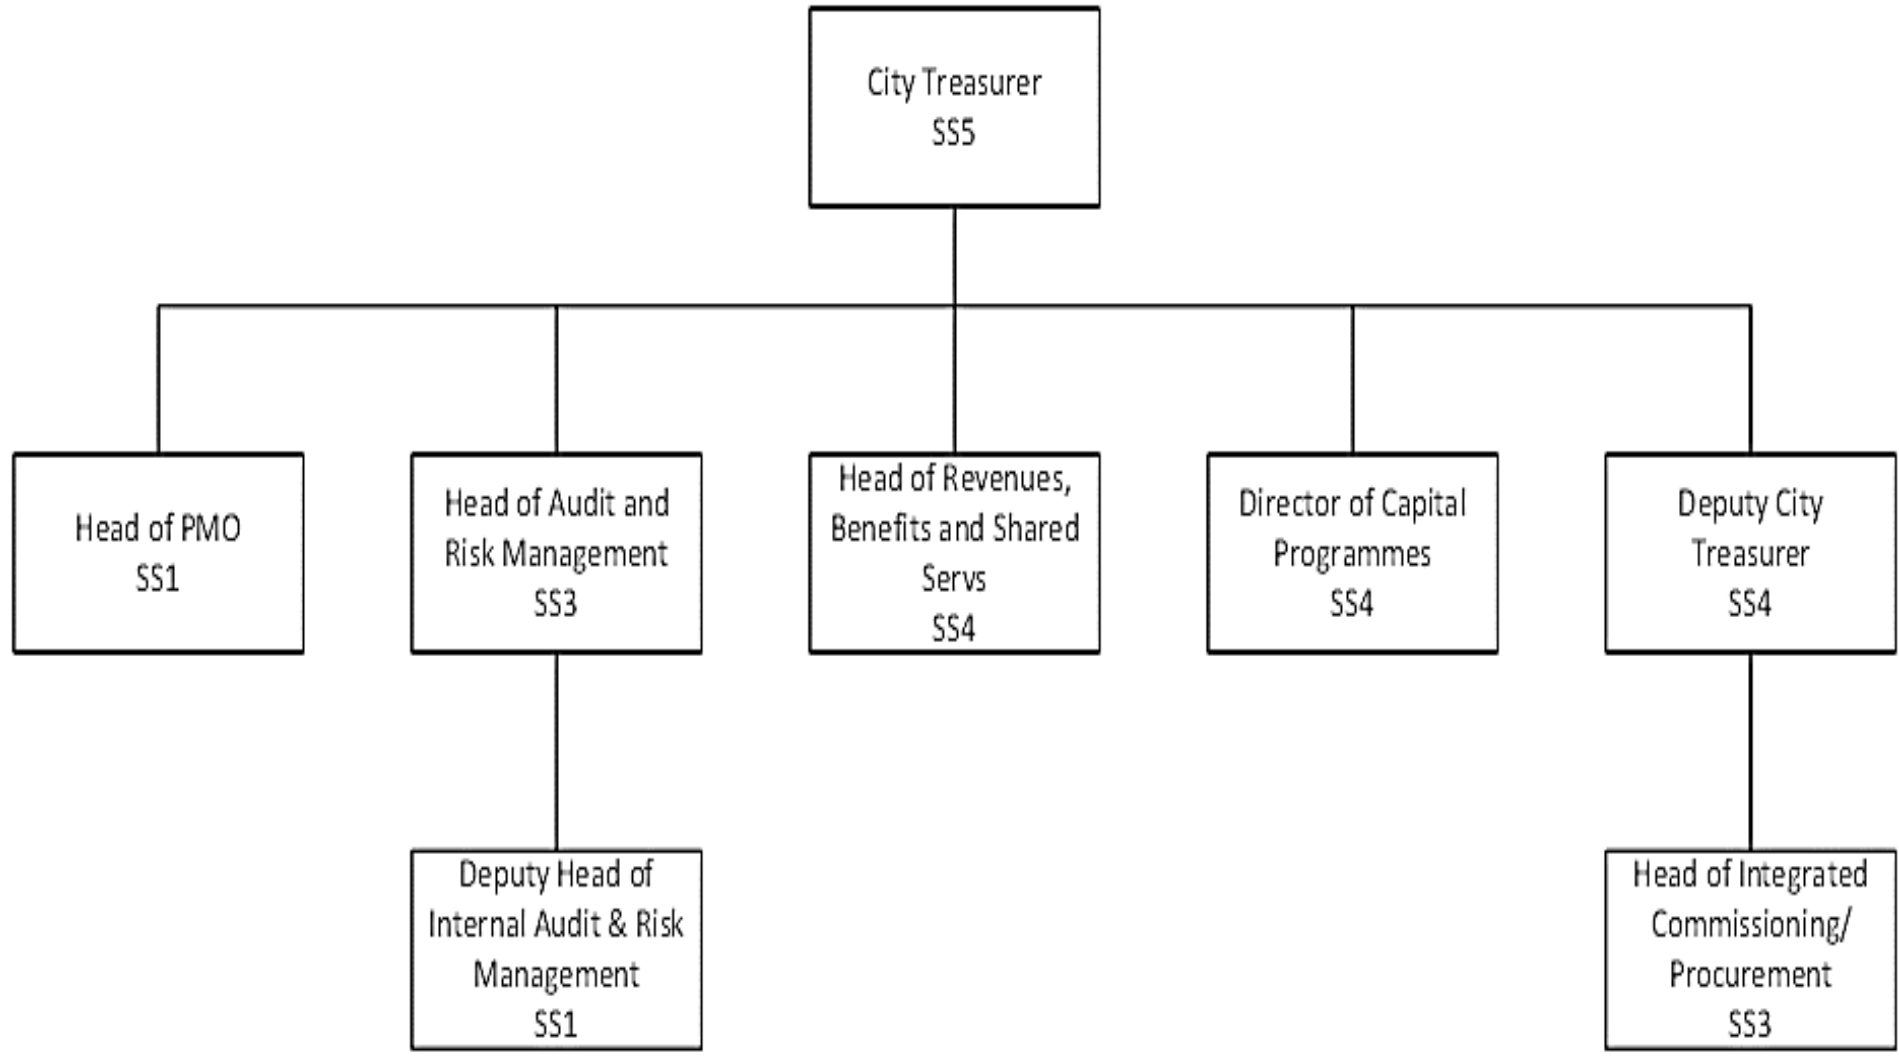 City Treasurer
SS5
Head of PMO
SS1
Head of Audit and
Risk Management
SS3
Head of Revenues,
Benefits and Shared
Servs
SS4
Director of Capital
Programmes
SS4
Deputy City
Treasurer
SS4
Deputy Head of
Internal Audit & Risk
Management
SS1
Head of Integrated
Commissioning/
Procurement
SS3